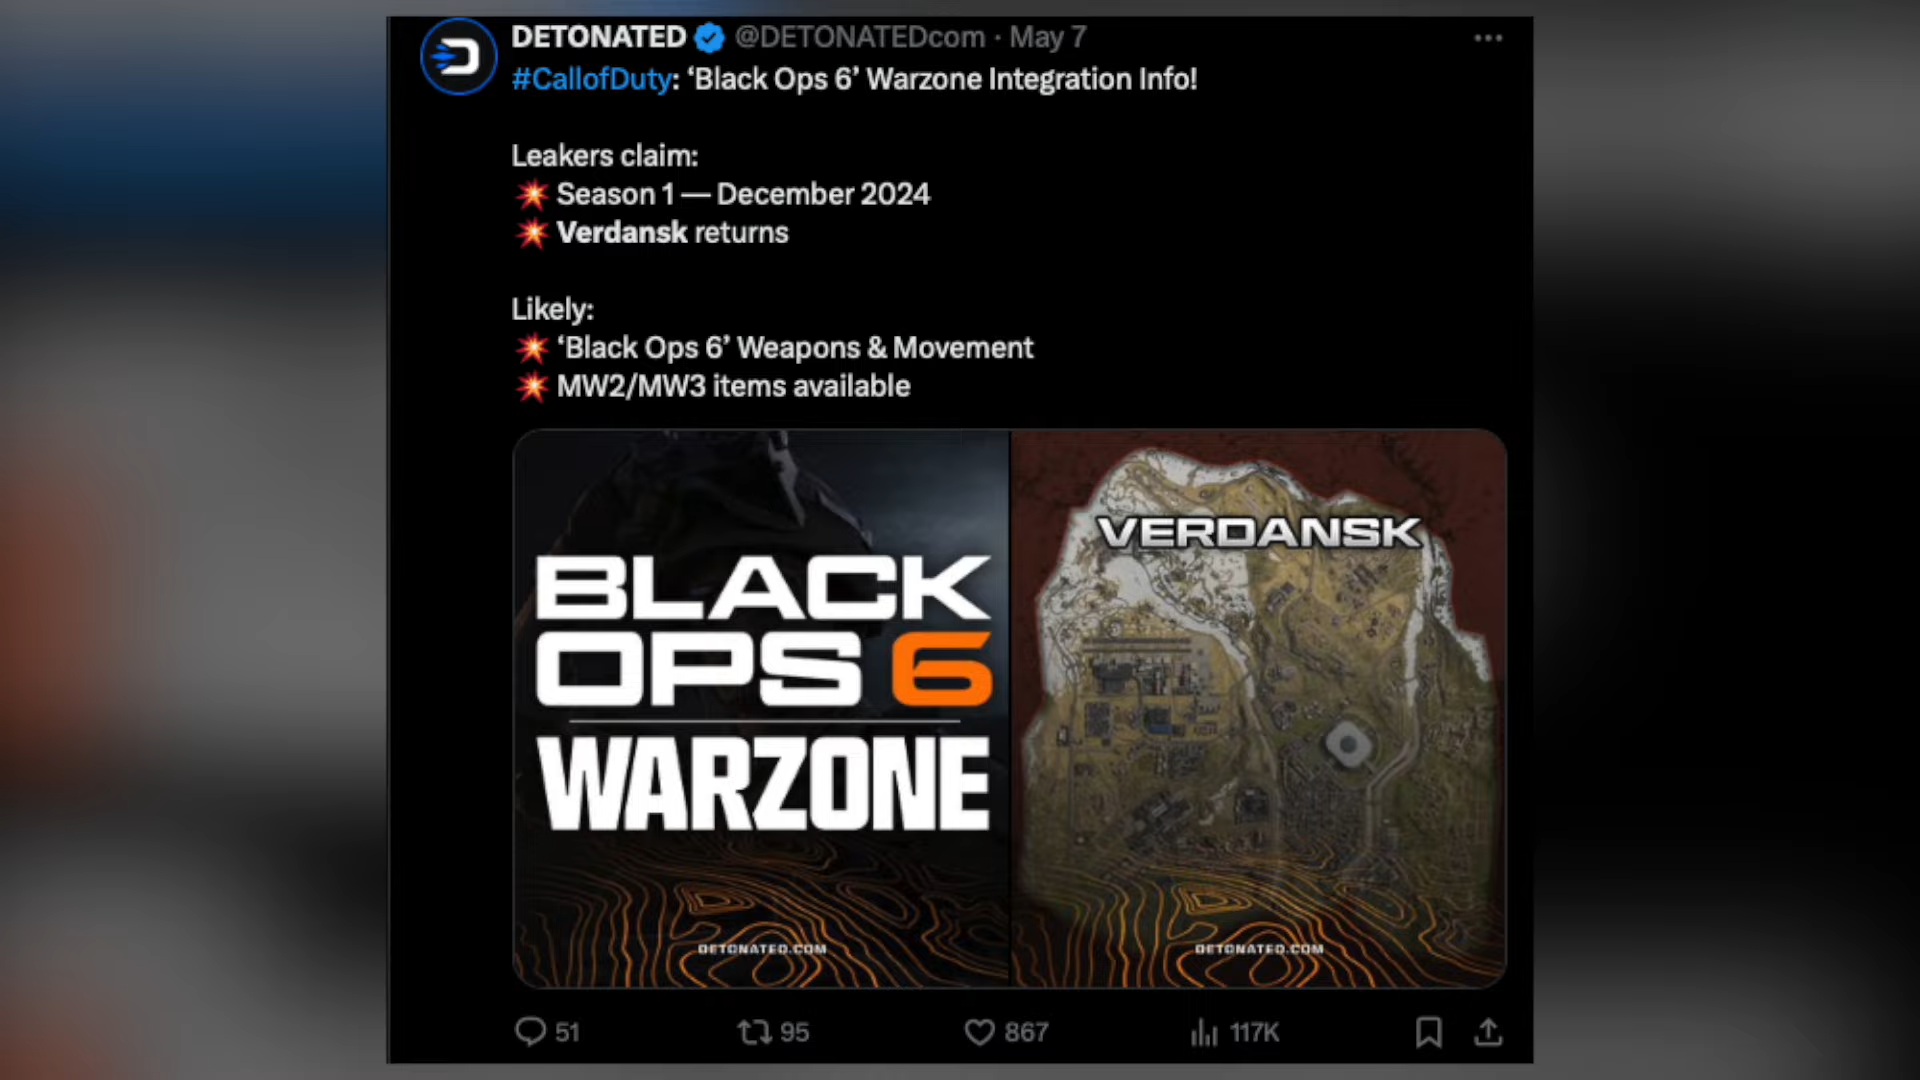 DETONATED @DETONATEDcom · May 7
#CallofDuty: ‘Black Ops 6’ Warzone Integration Info!
Leakers claim:
💥 Season 1 — December 2024
💥 Verdansk returns
Likely:
💥 ‘Black Ops 6’ Weapons & Movement
💥 MW2/MW3 items available
BLACK
OPS 6
WARZONE
DETONATED.COM
VERDANSK
DETONATED.COM
51 95 867 117K